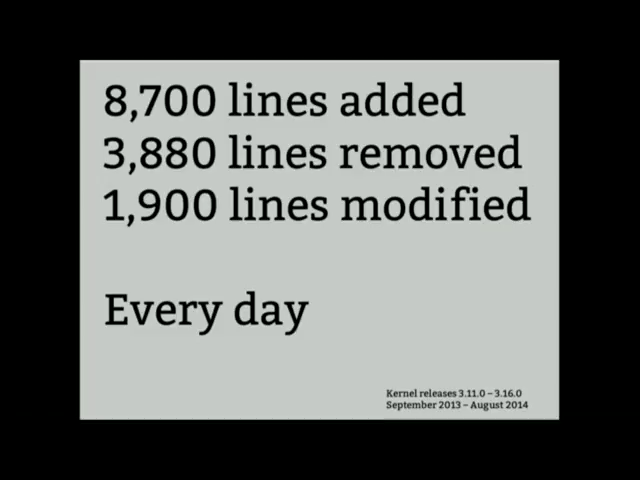 8,700 lines added
3,880 lines removed
1,900 lines modified
Every day
Kernel releases 3.11.0 – 3.16.0
September 2013 – August 2014